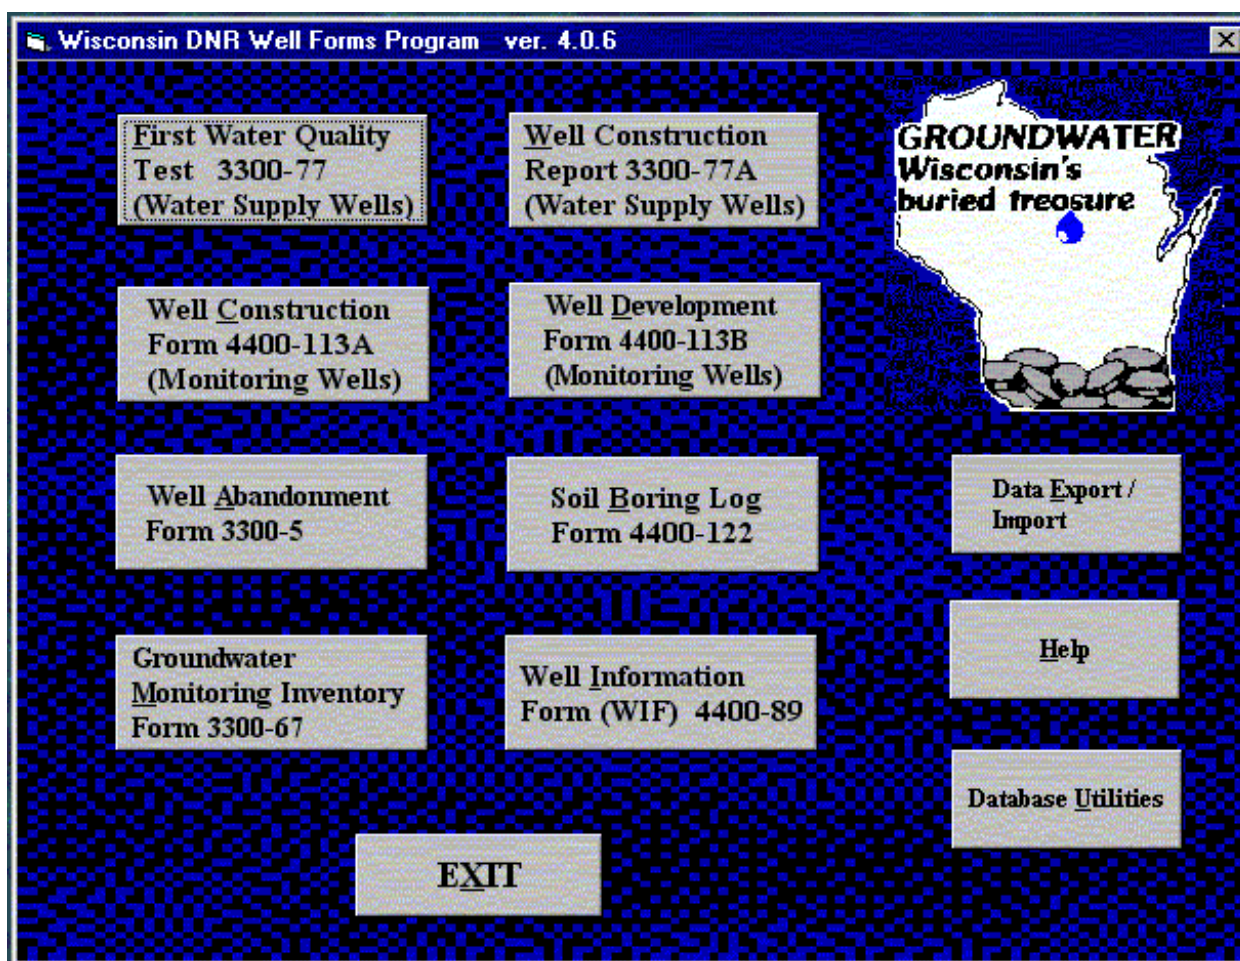 Wisconsin DNR Well Forms Program ver. 4.0.6
First Water Quality
Test 3300-77
(Water Supply Wells)
Well Construction
Report 3300-77A
(Water Supply Wells)
GROUNDWATER
Wisconsin's
buried treasure
Well Construction
Form 4400-113A
(Monitoring Wells)
Well Development
Form 4400-113B
(Monitoring Wells)
Well Abandonment
Form 3300-5
Soil Boring Log
Form 4400-122
Data Export /
Import
Groundwater
Monitoring Inventory
Form 3300-67
Well Information
Form (WIF) 4400-89
Help
Database Utilities
EXIT